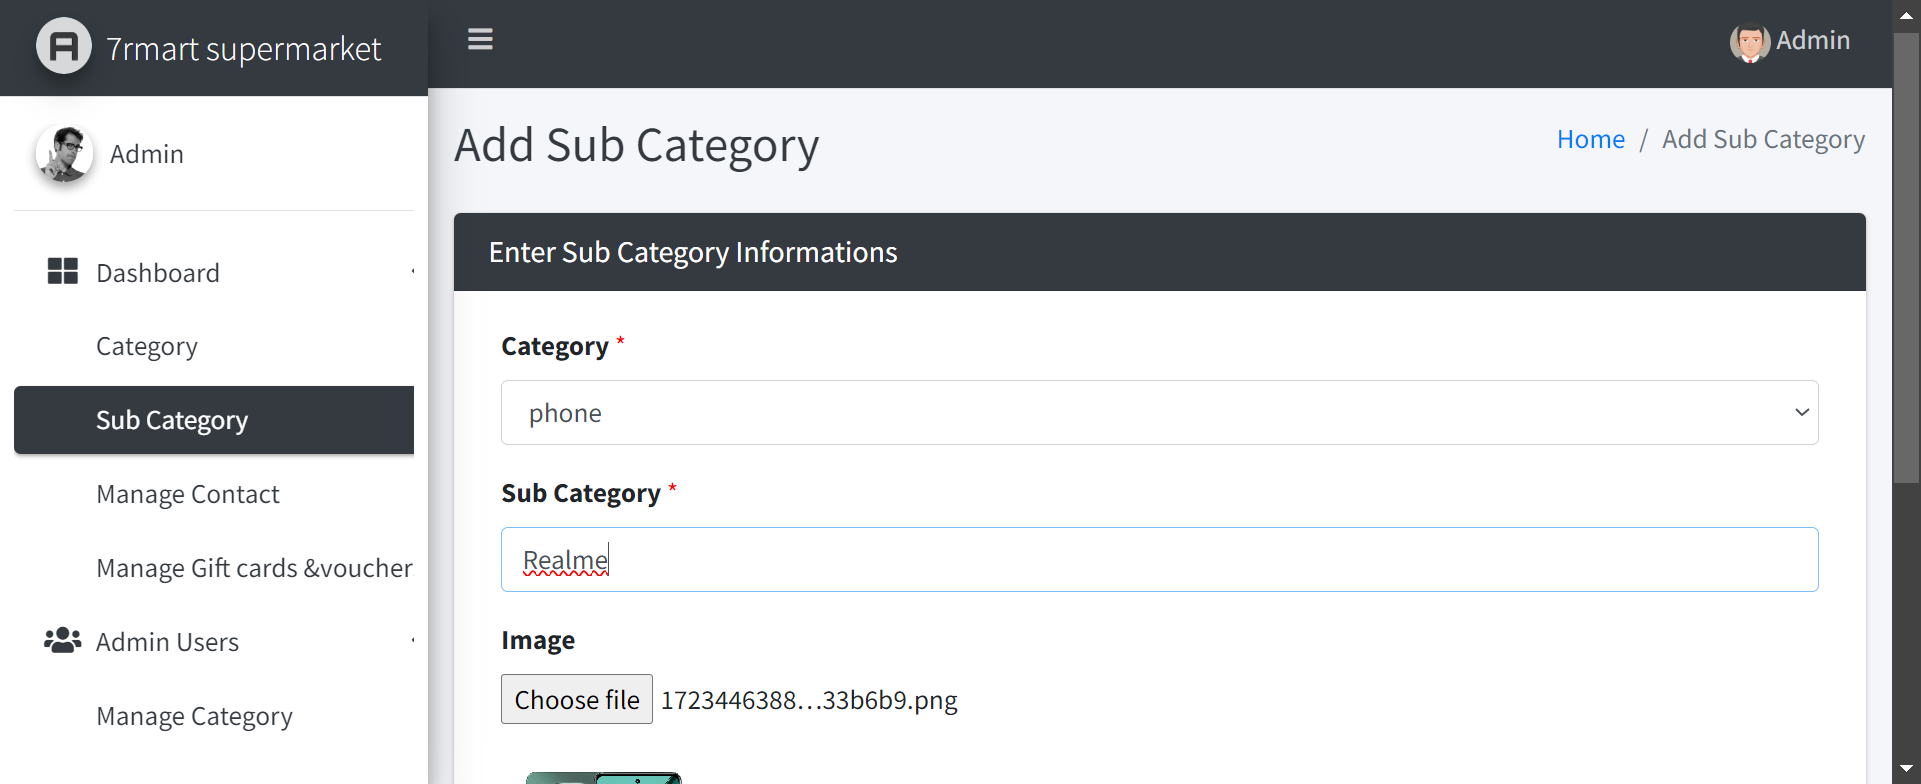 7rmart supermarket
Admin
Admin
Add Sub Category
Home / Add Sub Category
Dashboard
Category
Sub Category
Manage Contact
Manage Gift cards &voucher
Admin Users
Manage Category
Enter Sub Category Informations
Category *
phone
Sub Category *
Realme
Image
Choose file 1723446388...33b6b9.png